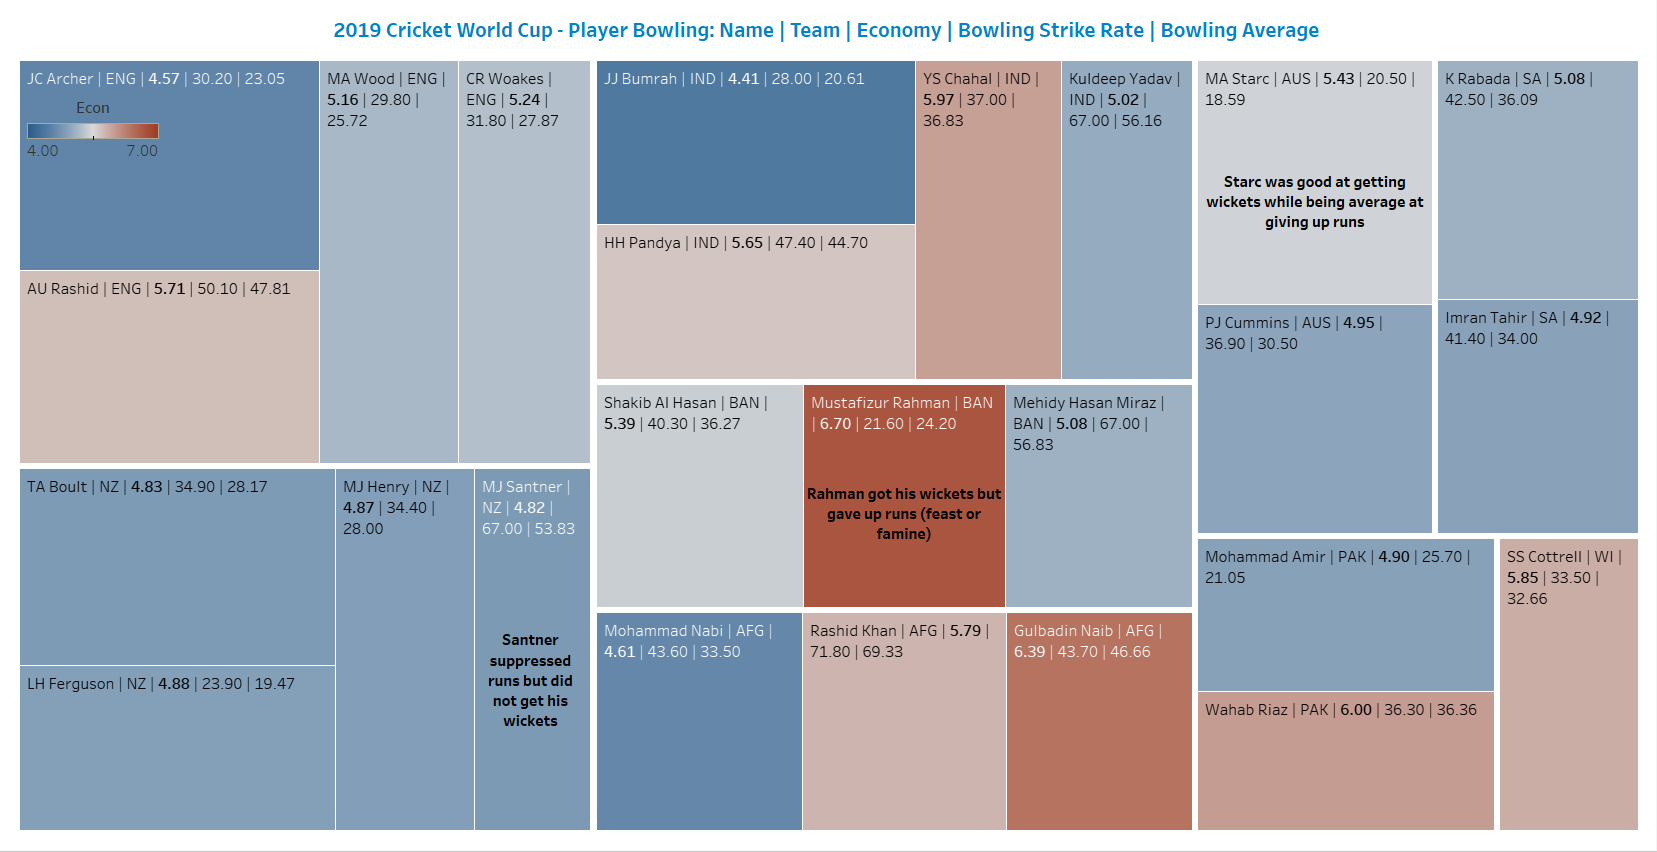 2019 Cricket World Cup - Player Bowling: Name | Team | Economy | Bowling Strike Rate | Bowling Average
JC Archer | ENG | 4.57 | 30.20 | 23.05
Econ
4.00 7.00
AU Rashid | ENG | 5.71 | 50.10 | 47.81
MA Wood | ENG |
5.16 | 29.80 |
25.72
CR Woakes |
ENG | 5.24 |
31.80 | 27.87
TA Boult | NZ | 4.83 | 34.90 | 28.17
LH Ferguson | NZ | 4.88 | 23.90 | 19.47
MJ Henry | NZ |
4.87 | 34.40 |
28.00
MJ Santner |
NZ | 4.82 |
67.00 | 53.83
Santner
suppressed
runs but did
not get his
wickets
JJ Bumrah | IND | 4.41 | 28.00 | 20.61
HH Pandya | IND | 5.65 | 47.40 | 44.70
YS Chahal | IND |
5.97 | 37.00 |
36.83
Kuldeep Yadav |
IND | 5.02 |
67.00 | 56.16
Shakib Al Hasan | BAN |
5.39 | 40.30 | 36.27
Mustafizur Rahman | BAN
| 6.70 | 21.60 | 24.20
Rahman got his wickets but
gave up runs (feast or
famine)
Mehidy Hasan Miraz |
BAN | 5.08 | 67.00 |
56.83
Mohammad Nabi | AFG |
4.61 | 43.60 | 33.50
Rashid Khan | AFG | 5.79 |
71.80 | 69.33
Gulbadin Naib | AFG |
6.39 | 43.70 | 46.66
MA Starc | AUS | 5.43 | 20.50 |
18.59
Starc was good at getting
wickets while being average at
giving up runs
PJ Cummins | AUS | 4.95 |
36.90 | 30.50
K Rabada | SA | 5.08 |
42.50 | 36.09
Imran Tahir | SA | 4.92 |
41.40 | 34.00
Mohammad Amir | PAK | 4.90 | 25.70 |
21.05
Wahab Riaz | PAK | 6.00 | 36.30 | 36.36
SS Cottrell | WI |
5.85 | 33.50 |
32.66